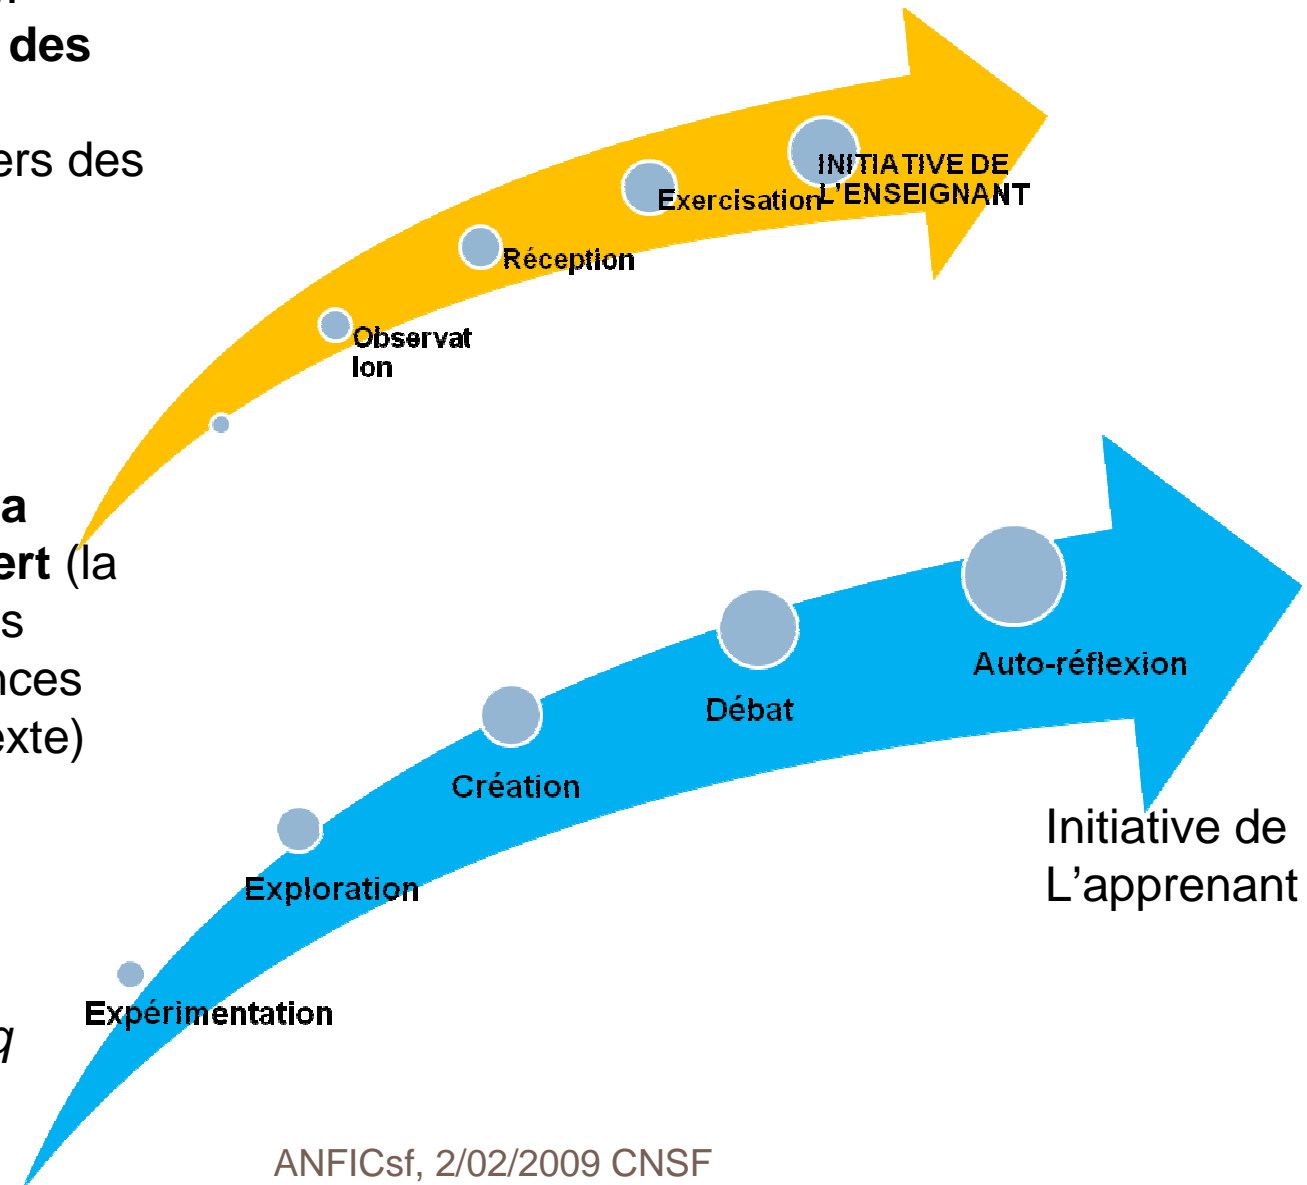 des
ers des
INITIATIVE DE
L'ENSEIGNANT
Exercisation
Réception
Observat
Ion
a
ert (la
s
nces
exte)
Auto-réflexion
Débat
Création
Initiative de
L'apprenant
Exploration
Expérimentation
q
ANFICsf, 2/02/2009 CNSF